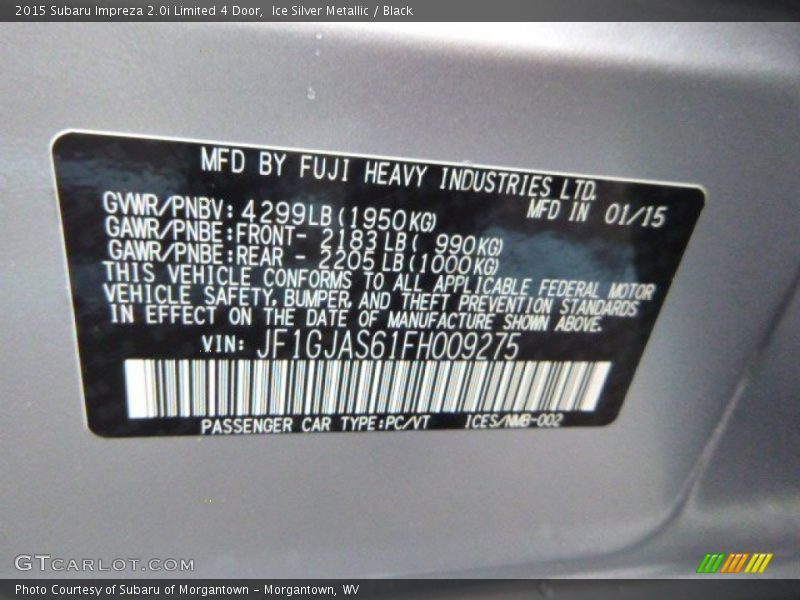 2015 Subaru Impreza 2.0i Limited 4 Door,  Ice Silver Metallic / Black
MFD BY FUJI HEAVY INDUSTRIES LTD.
MFD IN 01/15
GVWR/PNBV: 4299LB (1950KG)
GAWR/PNBE:FRONT- 2183 LB ( 990KG)
GAWR/PNBE:REAR - 2205 LB (1000KG)
THIS VEHICLE CONFORMS TO ALL APPLICABLE FEDERAL MOTOR
VEHICLE SAFETY, BUMPER, AND THEFT PREVENTION STANDARDS
IN EFFECT ON THE DATE OF MANUFACTURE SHOWN ABOVE.
VIN: JF1GJAS61FH009275
PASSENGER CAR TYPE:PC/VT ICES/NMB-002
GTCARLOT.COM
Photo Courtesy of Subaru of Morgantown - Morgantown, WV